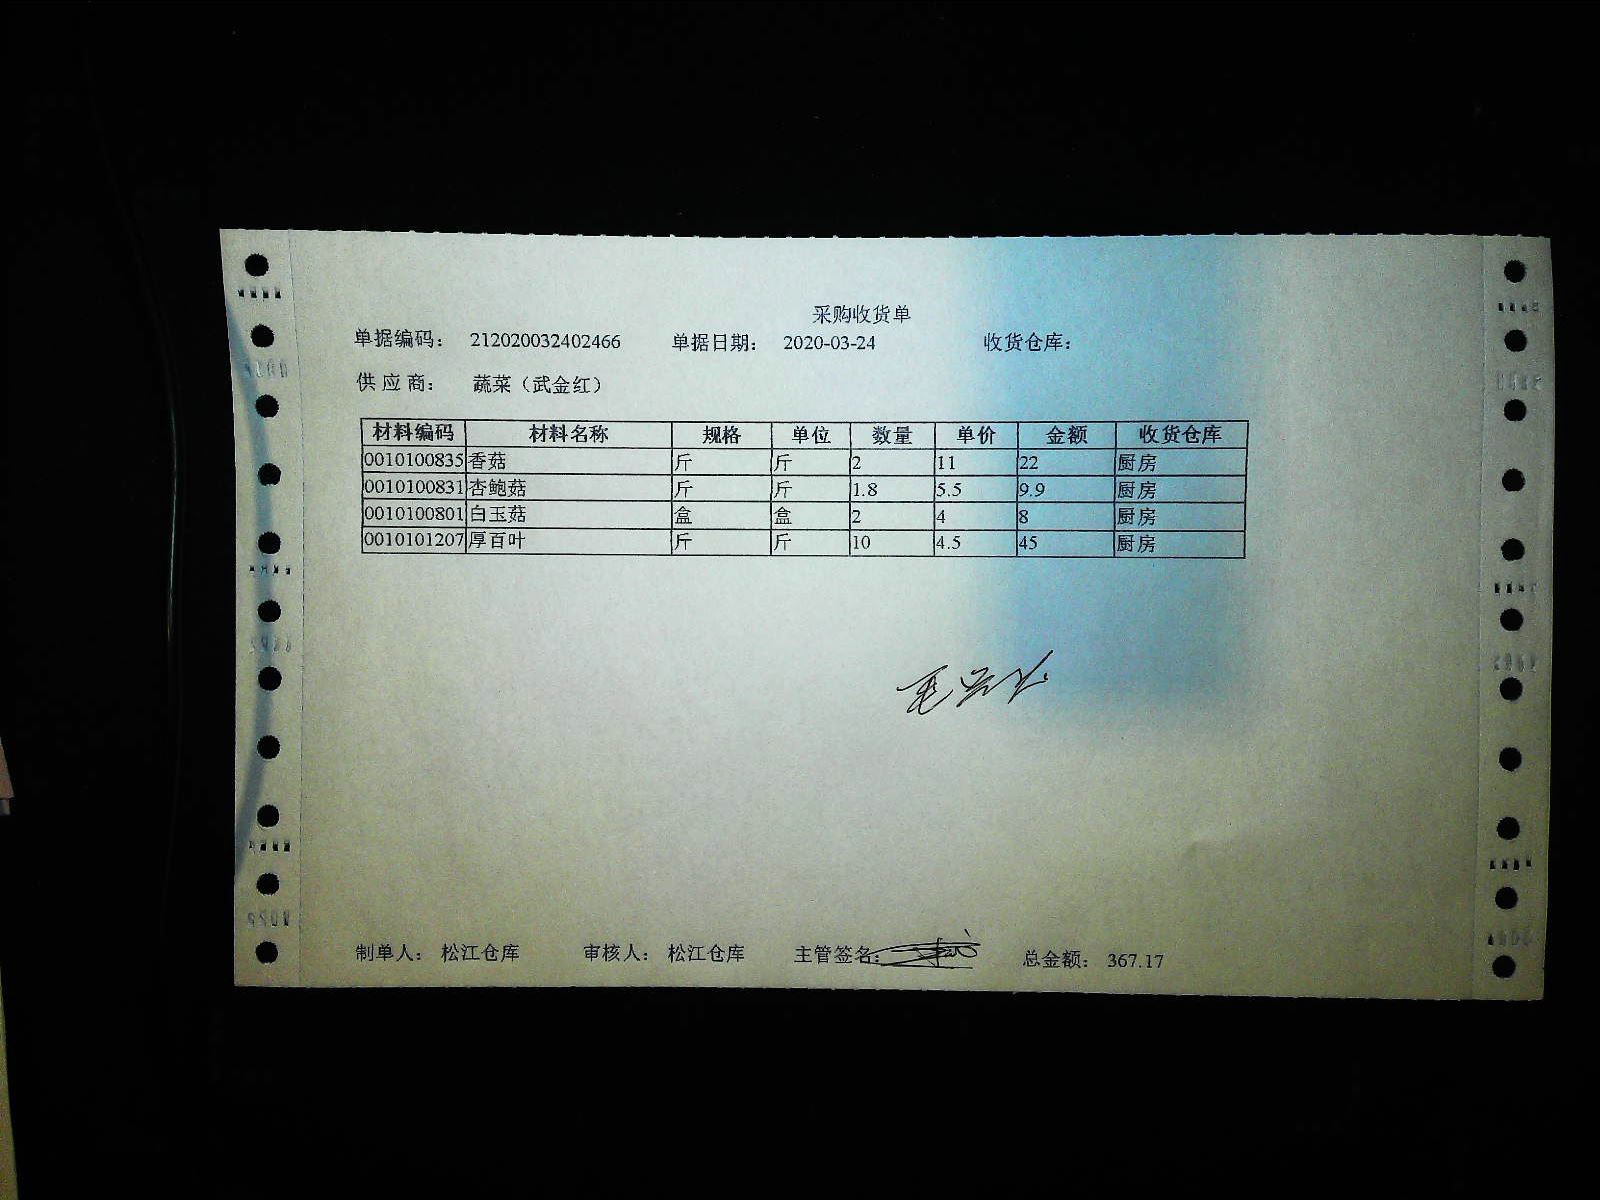 采购收货单
单据编码： 212020032402466 单据日期： 2020-03-24 收货仓库：
供 应 商： 蔬菜（武金红）
材料编码 材料名称 规格 单位 数量 单价 金额 收货仓库
0010100835 香菇 斤 斤 2 11 22 厨房
0010100831 杏鲍菇 斤 斤 1.8 5.5 9.9 厨房
0010100801 白玉菇 盒 盒 2 4 8 厨房
0010101207 厚百叶 斤 斤 10 4.5 45 厨房
制单人： 松江仓库 审核人： 松江仓库 主管签名： 总金额： 367.17